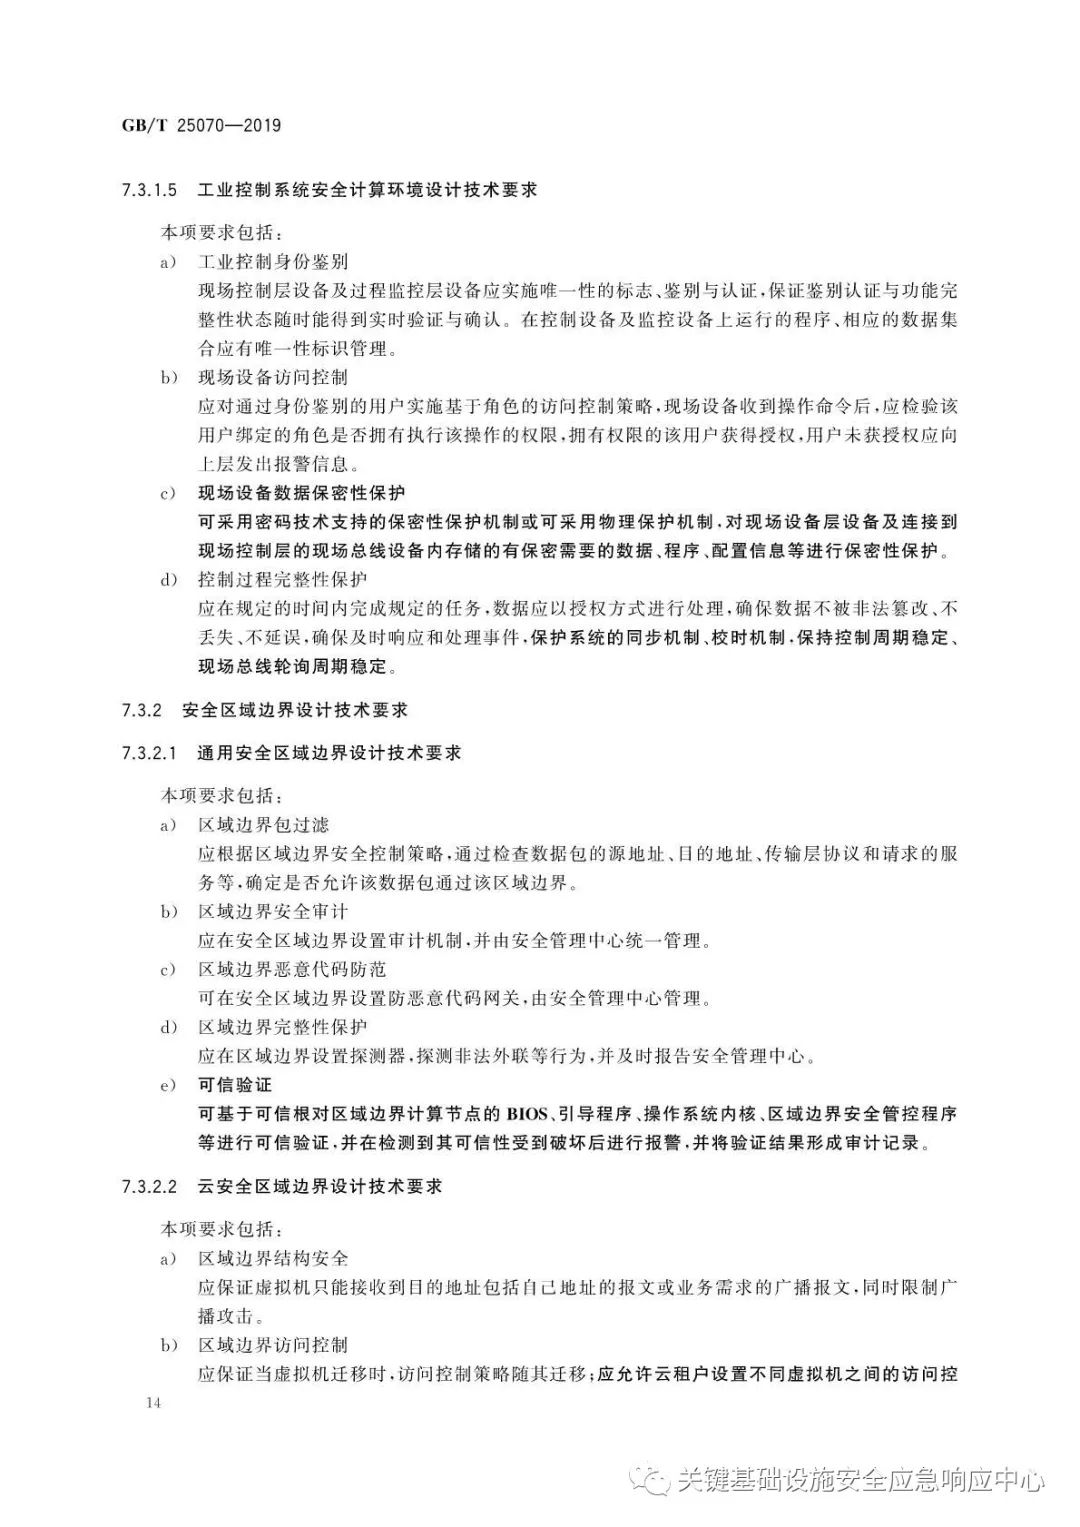 GB/T 25070—2019
7.3.1.5 工业控制系统安全计算环境设计技术要求
本项要求包括:
a) 工业控制身份鉴别
现场控制层设备及过程监控层设备应实施唯一性的标志、鉴别与认证,保证鉴别认证与功能完
整性状态随时能得到实时验证与确认。在控制设备及监控设备上运行的程序、相应的数据集
合应有唯一性标识管理。
b) 现场设备访问控制
应对通过身份鉴别的用户实施基于角色的访问控制策略,现场设备收到操作命令后,应检验该
用户绑定的角色是否拥有执行该操作的权限,拥有权限的该用户获得授权,用户未获授权应向
上层发出报警信息。
c) 现场设备数据保密性保护
可采用密码技术支持的保密性保护机制或可采用物理保护机制,对现场设备层设备及连接到
现场控制层的现场总线设备内存储的有保密需要的数据、程序、配置信息等进行保密性保护。
d) 控制过程完整性保护
应在规定的时间内完成规定的任务,数据应以授权方式进行处理,确保数据不被非法篡改、不
丢失、不延误,确保及时响应和处理事件,保护系统的同步机制、校时机制,保持控制周期稳定、
现场总线轮询周期稳定。
7.3.2 安全区域边界设计技术要求
7.3.2.1 通用安全区域边界设计技术要求
本项要求包括:
a) 区域边界包过滤
应根据区域边界安全控制策略,通过检查数据包的源地址、目的地址、传输层协议和请求的服
务等,确定是否允许该数据包通过该区域边界。
b) 区域边界安全审计
应在安全区域边界设置审计机制,并由安全管理中心统一管理。
c) 区域边界恶意代码防范
可在安全区域边界设置防恶意代码网关,由安全管理中心管理。
d) 区域边界完整性保护
应在区域边界设置探测器,探测非法外联等行为,并及时报告安全管理中心。
e) 可信验证
可基于可信根对区域边界计算节点的 BIOS、引导程序、操作系统内核、区域边界安全管控程序
等进行可信验证,并在检测到其可信性受到破坏后进行报警,并将验证结果形成审计记录。
7.3.2.2 云安全区域边界设计技术要求
本项要求包括:
a) 区域边界结构安全
应保证虚拟机只能接收到目的地址包括自己地址的报文或业务需求的广播报文,同时限制广
播攻击。
b) 区域边界访问控制
应保证当虚拟机迁移时,访问控制策略随其迁移;应允许云租户设置不同虚拟机之间的访问控
14
关键基础设施安全应急响应中心